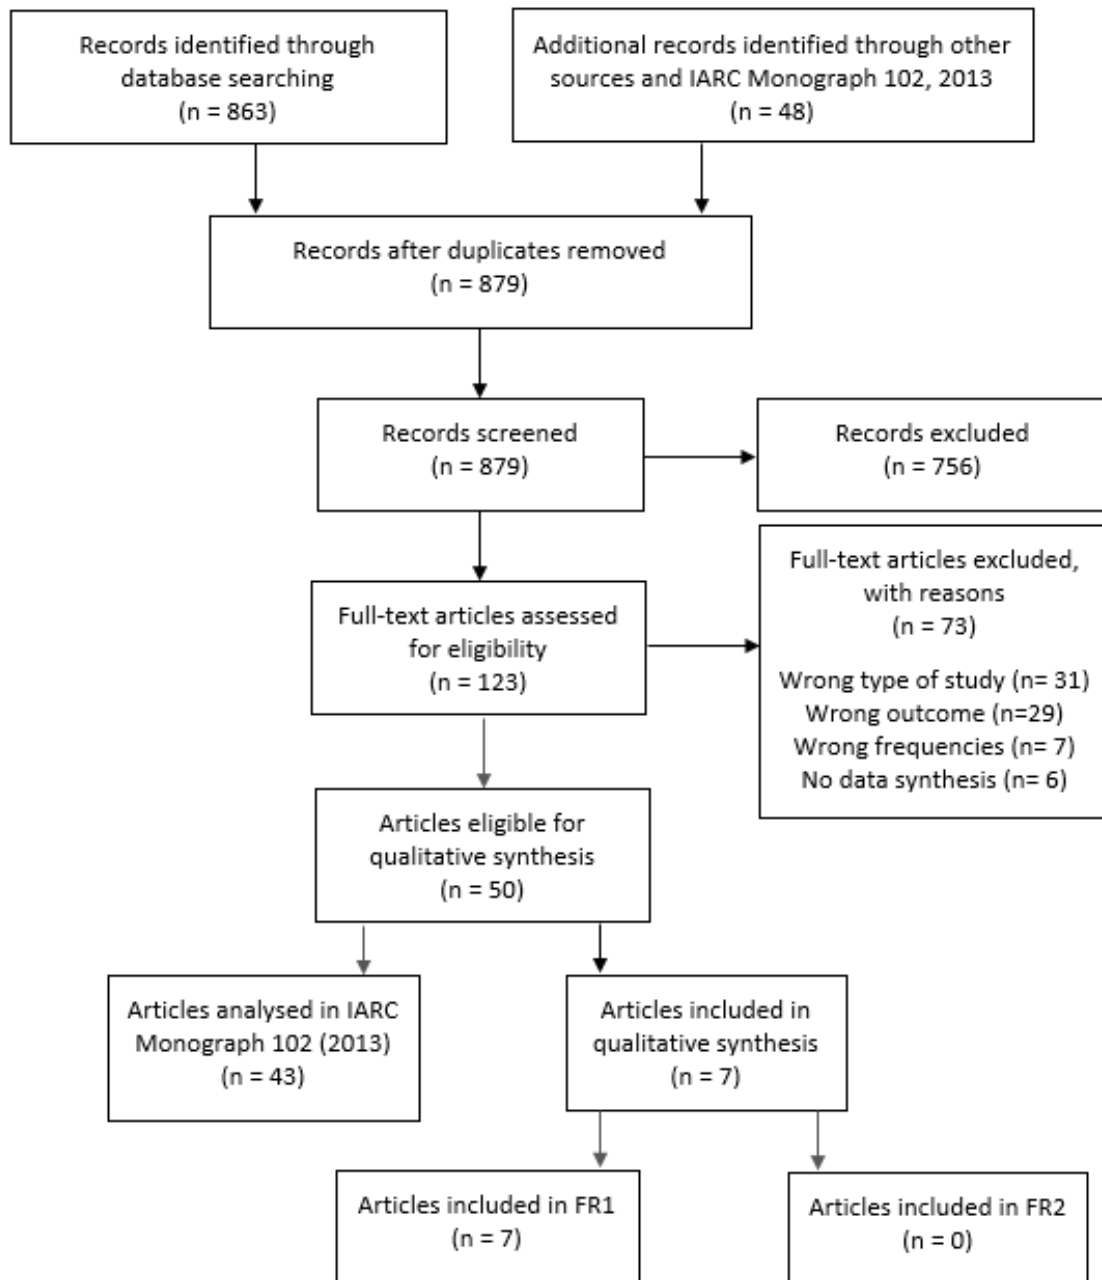 Records identified through
database searching
(n = 863)
Additional records identified through other
sources and IARC Monograph 102, 2013
(n = 48)
Records after duplicates removed
(n = 879)
Records screened
(n = 879)
Records excluded
(n = 756)
Full-text articles assessed
for eligibility
(n = 123)
Full-text articles excluded,
with reasons
(n = 73)
Wrong type of study (n= 31)
Wrong outcome (n=29)
Wrong frequencies (n= 7)
No data synthesis (n= 6)
Articles eligible for
qualitative synthesis
(n = 50)
Articles analysed in IARC
Monograph 102 (2013)
(n = 43)
Articles included in
qualitative synthesis
(n = 7)
Articles included in FR1
(n = 7)
Articles included in FR2
(n = 0)